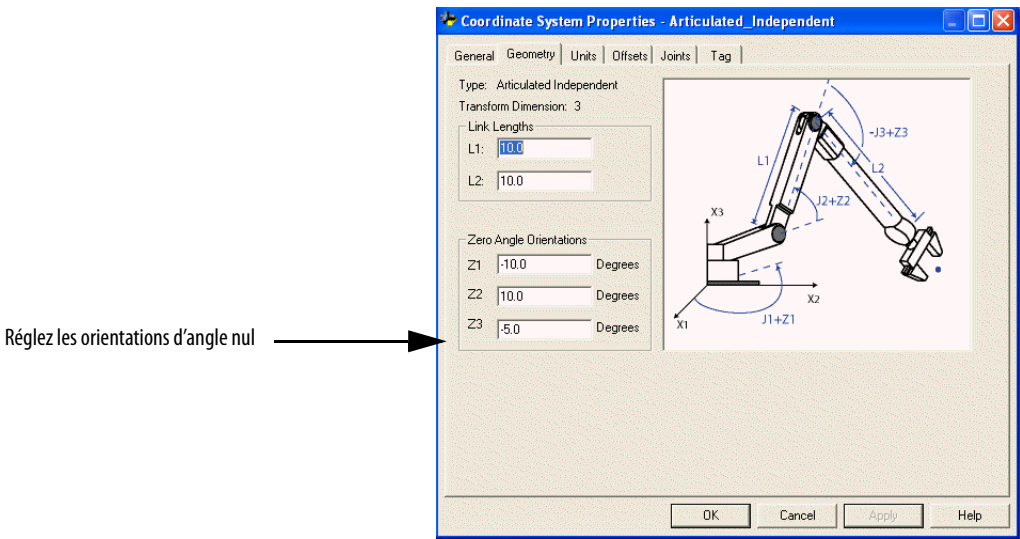 Coordinate System Properties - Articulated_Independent
General Geometry Units Offsets Joints Tag
Type: Articulated Independent
Transform Dimension: 3
Link Lengths
L1: 10.0
L2: 10.0
Zero Angle Orientations
Z1 -10.0 Degrees
Z2 10.0 Degrees
Z3 -5.0 Degrees
-J3+Z3
L1
L2
J2+Z2
X3
X2
X1
J1+Z1
Réglez les orientations d’angle nul
OK Cancel Apply Help